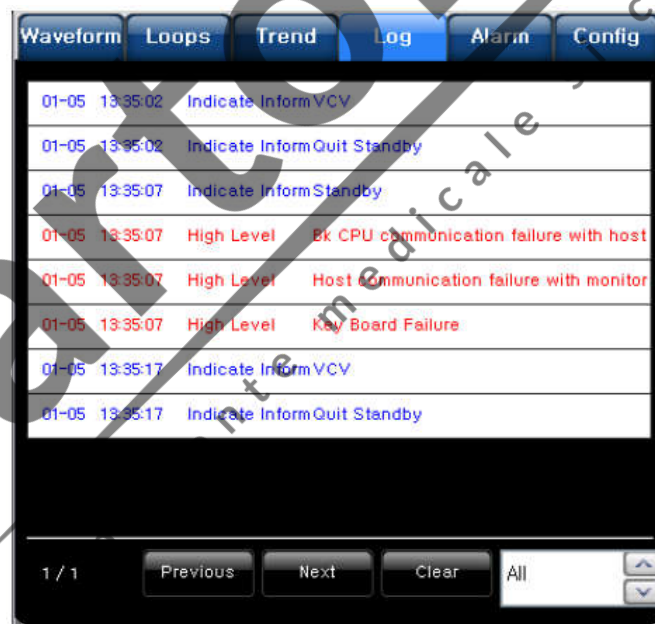 Waveform Loops Trend Log Alarm Config
01-05 13:35:02 Indicate Inform VCV
01-05 13:35:02 Indicate Inform Quit Standby
01-05 13:35:07 Indicate Inform Standby
01-05 13:35:07 High Level Bk CPU communication failure with host
01-05 13:35:07 High Level Host communication failure with monitor
01-05 13:35:07 High Level Key Board Failure
01-05 13:35:17 Indicate Inform VCV
01-05 13:35:17 Indicate Inform Quit Standby
1 / 1 Previous Next Clear All
medicale